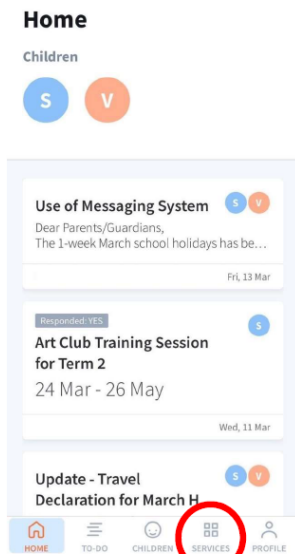 Home
Children
S V
Use of Messaging System S V
Dear Parents/Guardians,
The 1-week March school holidays has be...
Fri, 13 Mar
Responded: YES S
Art Club Training Session
for Term 2
24 Mar - 26 May
Wed, 11 Mar
Update - Travel S V
Declaration for March H
HOME TO-DO CHILDREN SERVICES PROFILE